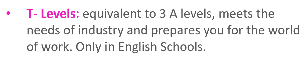 • T- Levels: equivalent to 3 A levels, meets the
needs of industry and prepares you for the world
of work. Only in English Schools.